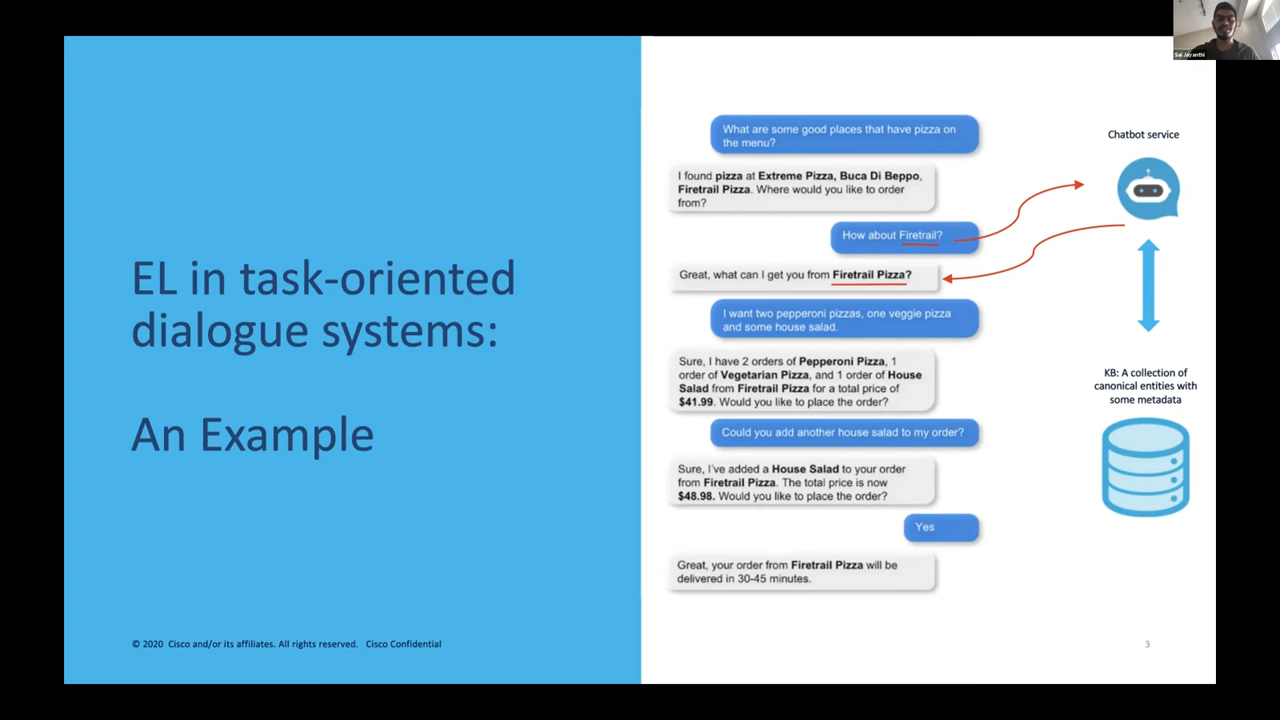 Sai Jayanthi
EL in task-oriented
dialogue systems:
An Example
What are some good places that have pizza on
the menu?
I found pizza at Extreme Pizza, Buca Di Beppo,
Firetrail Pizza. Where would you like to order
from?
How about Firetrail?
Great, what can I get you from Firetrail Pizza?
I want two pepperoni pizzas, one veggie pizza
and some house salad.
Sure, I have 2 orders of Pepperoni Pizza, 1
order of Vegetarian Pizza, and 1 order of House
Salad from Firetrail Pizza for a total price of
$41.99. Would you like to place the order?
Could you add another house salad to my order?
Sure, I've added a House Salad to your order
from Firetrail Pizza. The total price is now
$48.98. Would you like to place the order?
Yes
Great, your order from Firetrail Pizza will be
delivered in 30-45 minutes.
Chatbot service
KB: A collection of
canonical entities with
some metadata
© 2020 Cisco and/or its affiliates. All rights reserved. Cisco Confidential
3